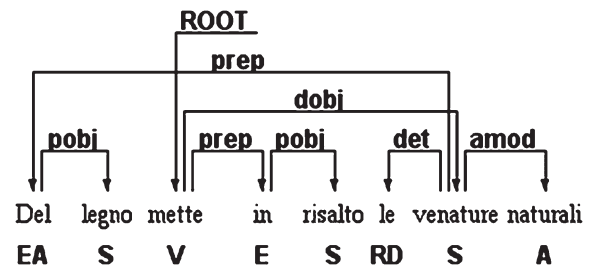 ROOT
prep
dobj
pobj prep pobj det amod
Del legno mette in risalto le venature naturali
EA S V E S RD S A